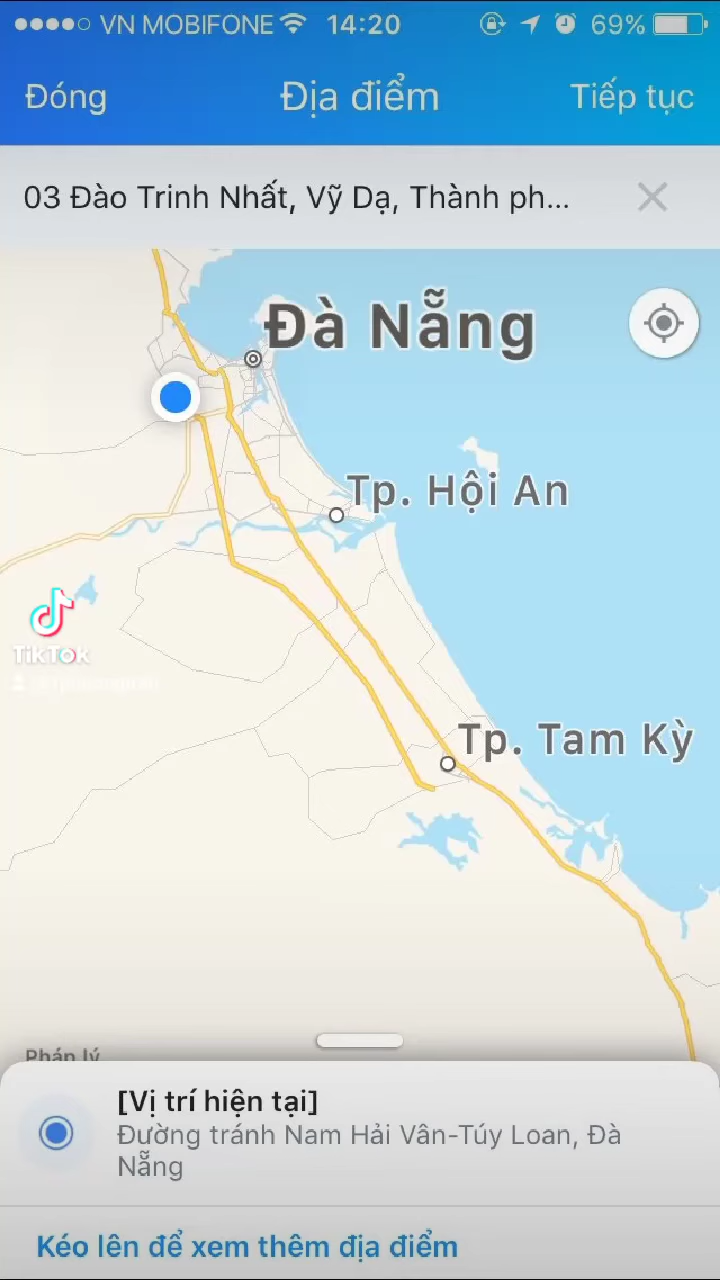 VN MOBIFONE 14:20 69%
Đóng Địa điểm Tiếp tục
03 Đào Trinh Nhất, Vỹ Dạ, Thành ph...
Đà Nẵng
Tp. Hội An
TikTok
Tp. Tam Kỳ
Pháp lý
[Vị trí hiện tại]
Đường tránh Nam Hải Vân-Túy Loan, Đà
Nẵng
Kéo lên để xem thêm địa điểm